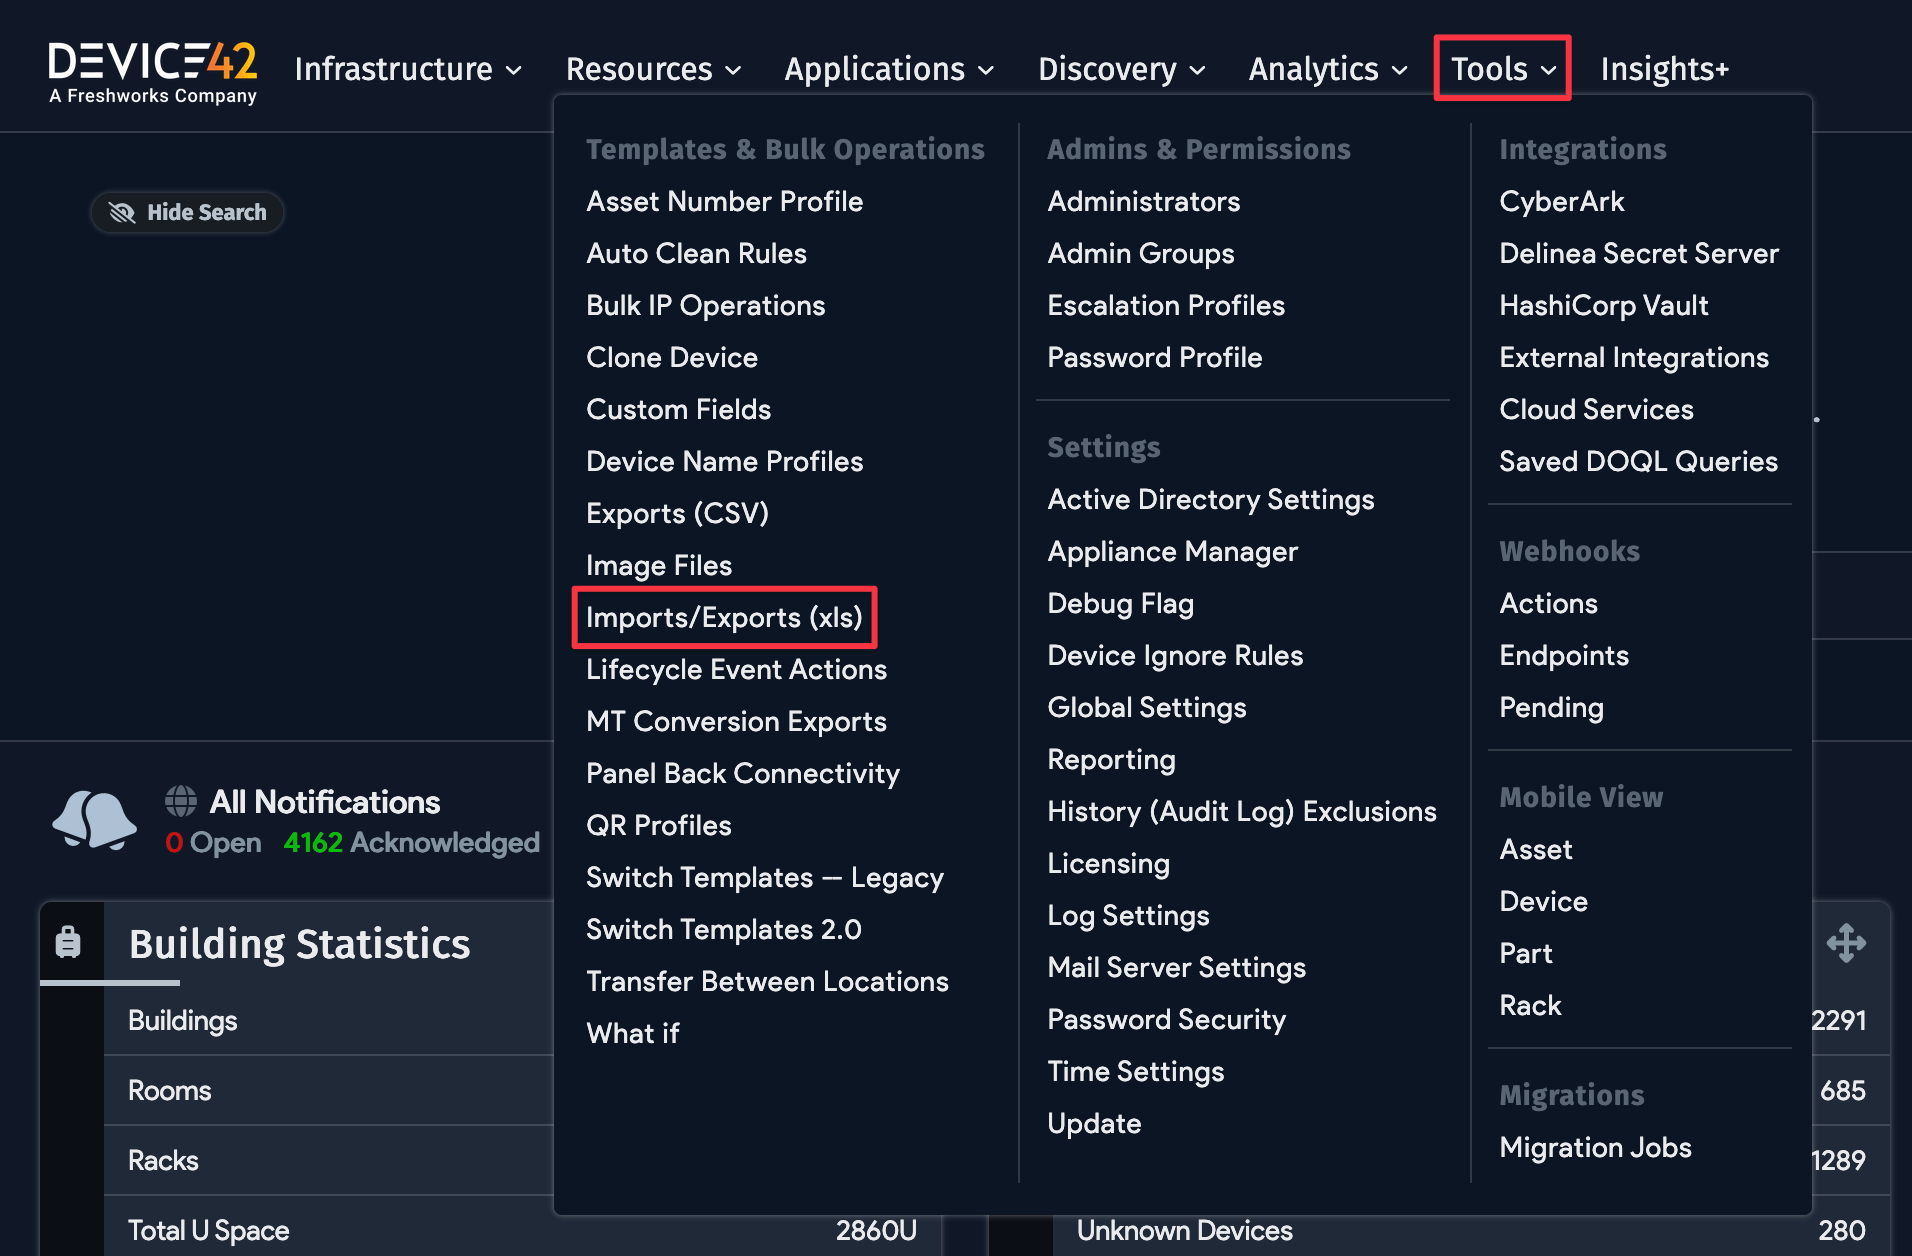 DEVICE42
A Freshworks Company
Infrastructure
Resources
Applications
Discovery
Analytics
Tools
Insights+
Hide Search
Templates & Bulk Operations
Asset Number Profile
Auto Clean Rules
Bulk IP Operations
Clone Device
Custom Fields
Device Name Profiles
Exports (CSV)
Image Files
Imports/Exports (xls)
Lifecycle Event Actions
MT Conversion Exports
Panel Back Connectivity
QR Profiles
Switch Templates — Legacy
Switch Templates 2.0
Transfer Between Locations
What if
Admins & Permissions
Administrators
Admin Groups
Escalation Profiles
Password Profile
Settings
Active Directory Settings
Appliance Manager
Debug Flag
Device Ignore Rules
Global Settings
Reporting
History (Audit Log) Exclusions
Licensing
Log Settings
Mail Server Settings
Password Security
Time Settings
Update
Integrations
CyberArk
Delinea Secret Server
HashiCorp Vault
External Integrations
Cloud Services
Saved DOQL Queries
Webhooks
Actions
Endpoints
Pending
Mobile View
Asset
Device
Part
Rack
Migrations
Migration Jobs
All Notifications
0 Open 4162 Acknowledged
Building Statistics
Buildings
Rooms
Racks
Total U Space 2860U
2291
685
1289
Unknown Devices 280